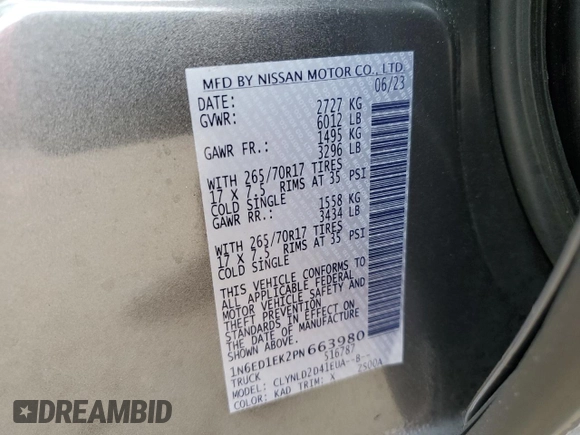 MFD BY NISSAN MOTOR CO., LTD.
DATE: 06/23
GVWR: 2727 KG
6012 LB
GAWR FR.: 1495 KG
3296 LB
WITH 265/70R17 TIRES
17 X 7.5 RIMS AT 35 PSI
COLD SINGLE
GAWR RR.: 1558 KG
3434 LB
WITH 265/70R17 TIRES
17 X 7.5 RIMS AT 35 PSI
COLD SINGLE
THIS VEHICLE CONFORMS TO
ALL APPLICABLE FEDERAL
MOTOR VEHICLE SAFETY AND
THEFT PREVENTION
STANDARDS IN EFFECT ON
THE DATE OF MANUFACTURE
SHOWN ABOVE.
1N6ED1EK2PN663980
TRUCK 516787
MODEL: CLYNLD2D41EUA--B--
COLOR: KAD TRIM: X Z500A
DREAMBID